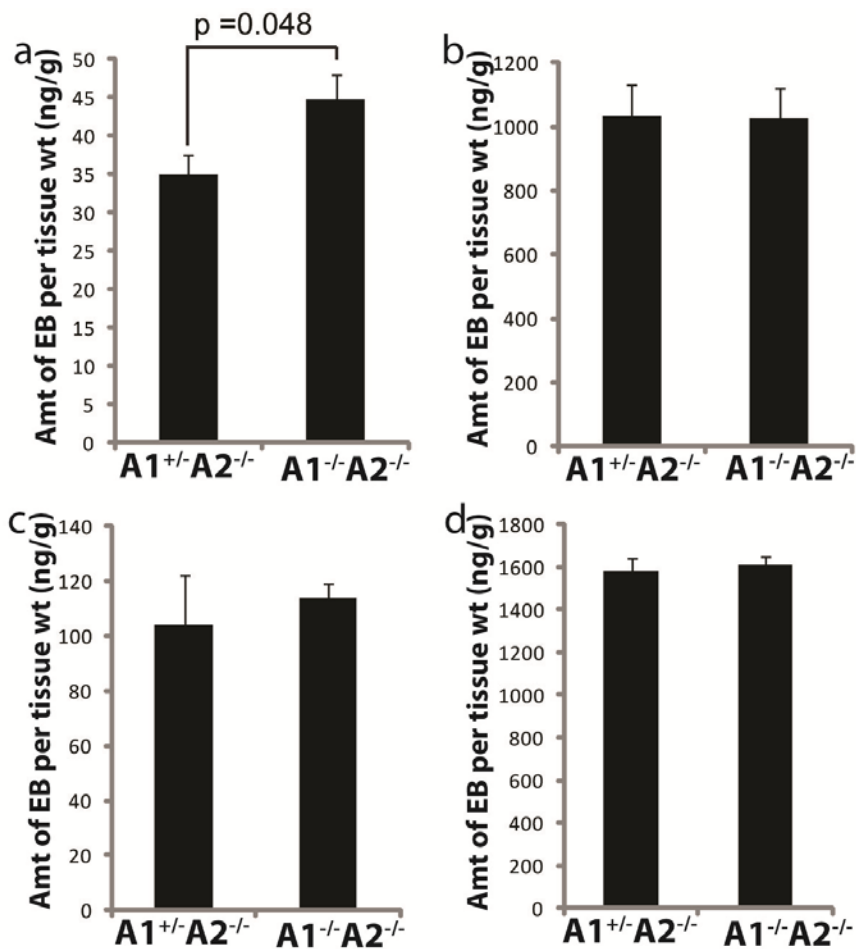 p =0.048
a
Amt of EB per tissue wt (ng/g)
50
45
40
35
30
25
20
15
10
5
0
A1+/-A2-/- A1-/-A2-/-
b
Amt of EB per tissue wt (ng/g)
1200
1000
800
600
400
200
0
A1+/-A2-/- A1-/-A2-/-
c
Amt of EB per tissue wt (ng/g)
140
120
100
80
60
40
20
0
A1+/-A2-/- A1-/-A2-/-
d
Amt of EB per tissue wt (ng/g)
1800
1600
1400
1200
1000
800
600
400
200
0
A1+/-A2-/- A1-/-A2-/-